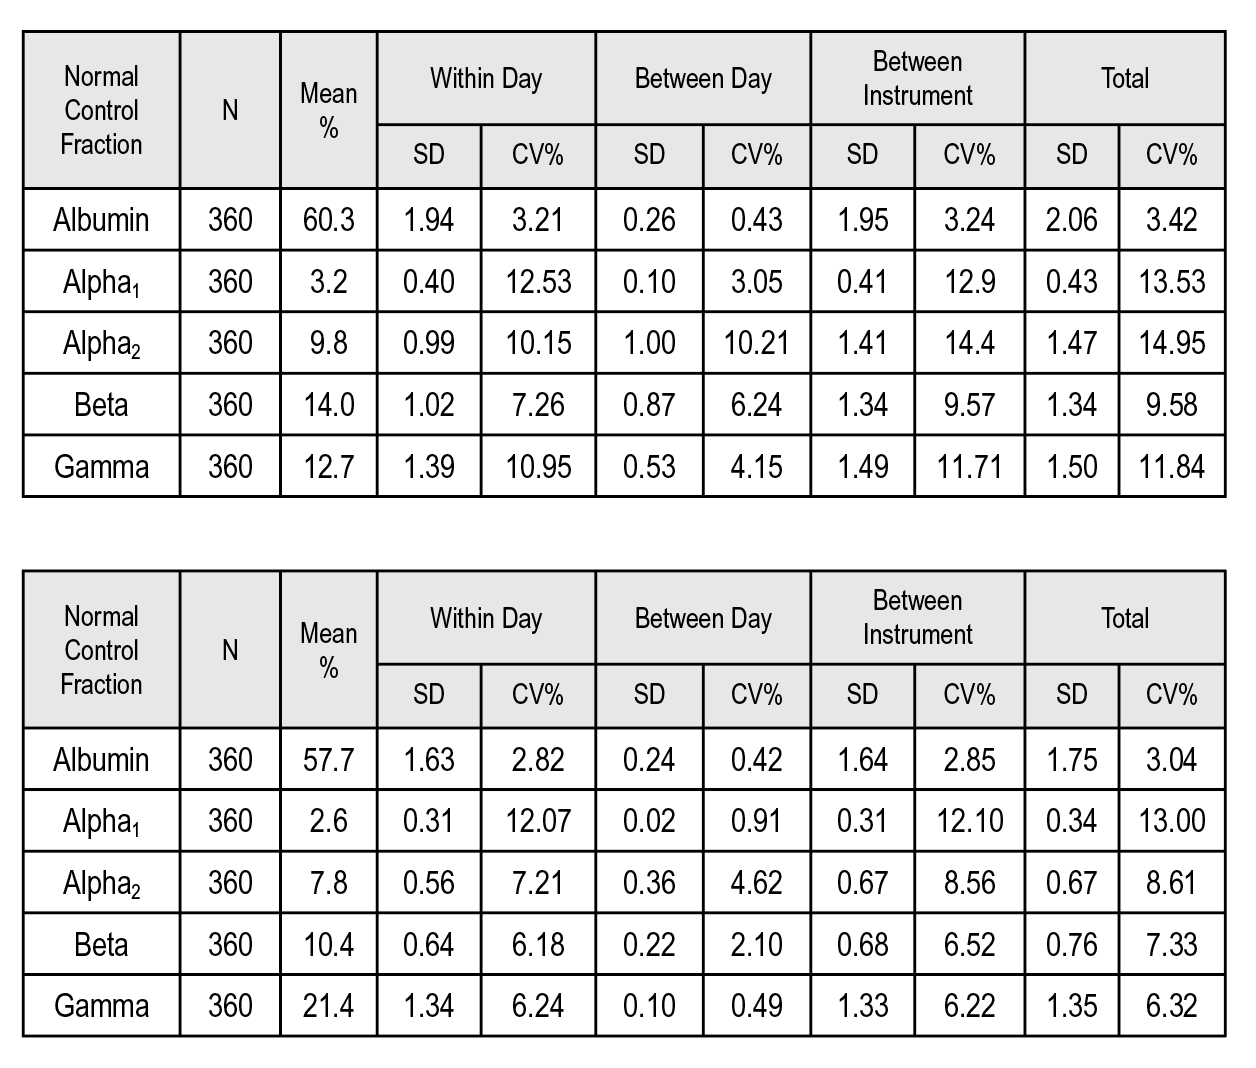 Normal Control Fraction N Mean % Within Day Between Day Between Instrument Total
SD CV% SD CV% SD CV% SD CV%
Albumin 360 60.3 1.94 3.21 0.26 0.43 1.95 3.24 2.06 3.42
Alpha₁ 360 3.2 0.40 12.53 0.10 3.05 0.41 12.9 0.43 13.53
Alpha₂ 360 9.8 0.99 10.15 1.00 10.21 1.41 14.4 1.47 14.95
Beta 360 14.0 1.02 7.26 0.87 6.24 1.34 9.57 1.34 9.58
Gamma 360 12.7 1.39 10.95 0.53 4.15 1.49 11.71 1.50 11.84
Normal Control Fraction N Mean % Within Day Between Day Between Instrument Total
SD CV% SD CV% SD CV% SD CV%
Albumin 360 57.7 1.63 2.82 0.24 0.42 1.64 2.85 1.75 3.04
Alpha₁ 360 2.6 0.31 12.07 0.02 0.91 0.31 12.10 0.34 13.00
Alpha₂ 360 7.8 0.56 7.21 0.36 4.62 0.67 8.56 0.67 8.61
Beta 360 10.4 0.64 6.18 0.22 2.10 0.68 6.52 0.76 7.33
Gamma 360 21.4 1.34 6.24 0.10 0.49 1.33 6.22 1.35 6.32